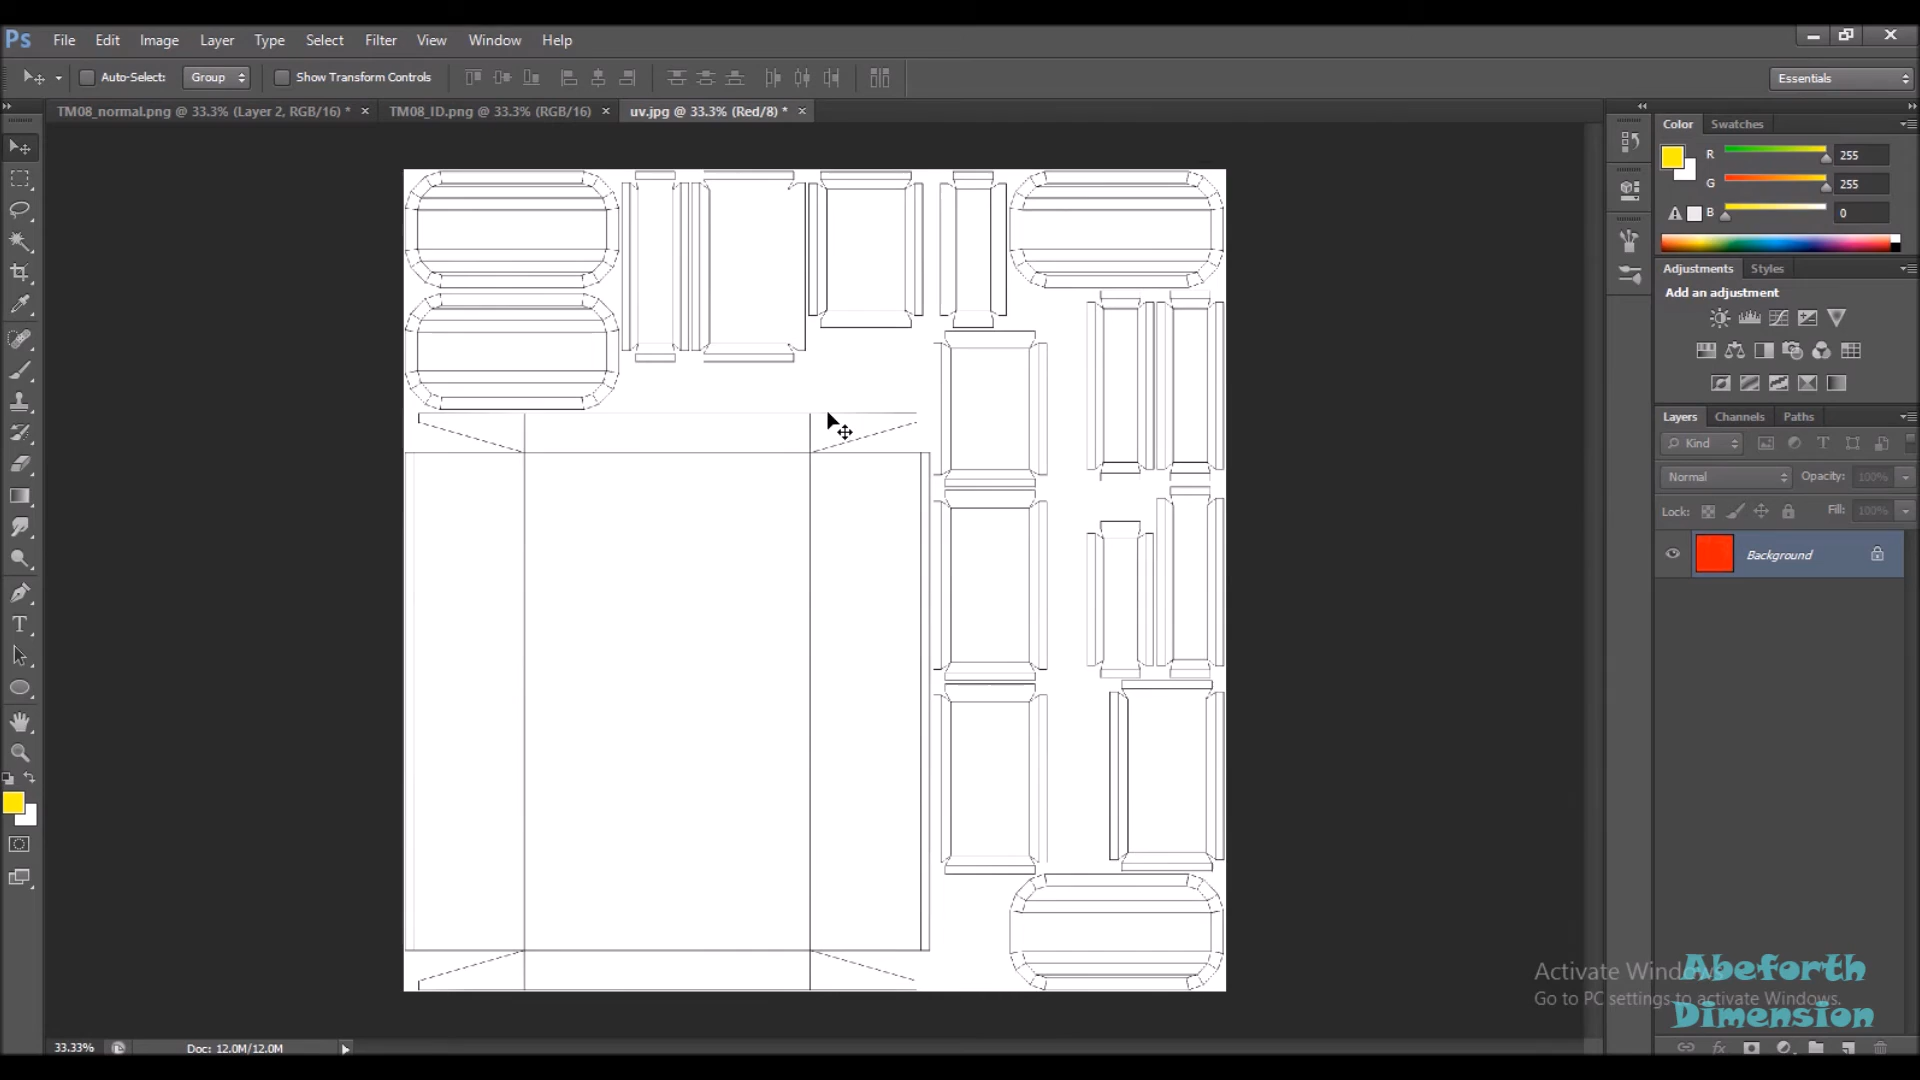 Ps File Edit Image Layer Type Select Filter View Window Help
Auto-Select: Group Show Transform Controls Essentials
TM08_normal.png @ 33.3% (Layer 2, RGB/16) * × TM08_ID.png @ 33.3% (RGB/16) × uv.jpg @ 33.3% (Red/8) * ×
Color Swatches
R 255
G 255
B 0
Adjustments Styles
Add an adjustment
Layers Channels Paths
Kind
Normal Opacity: 100%
Lock: Fill: 100%
Background
Activate Windows
Go to PC settings to activate Windows.
Abeforth
Dimension
33.33% Doc: 12.0M/12.0M